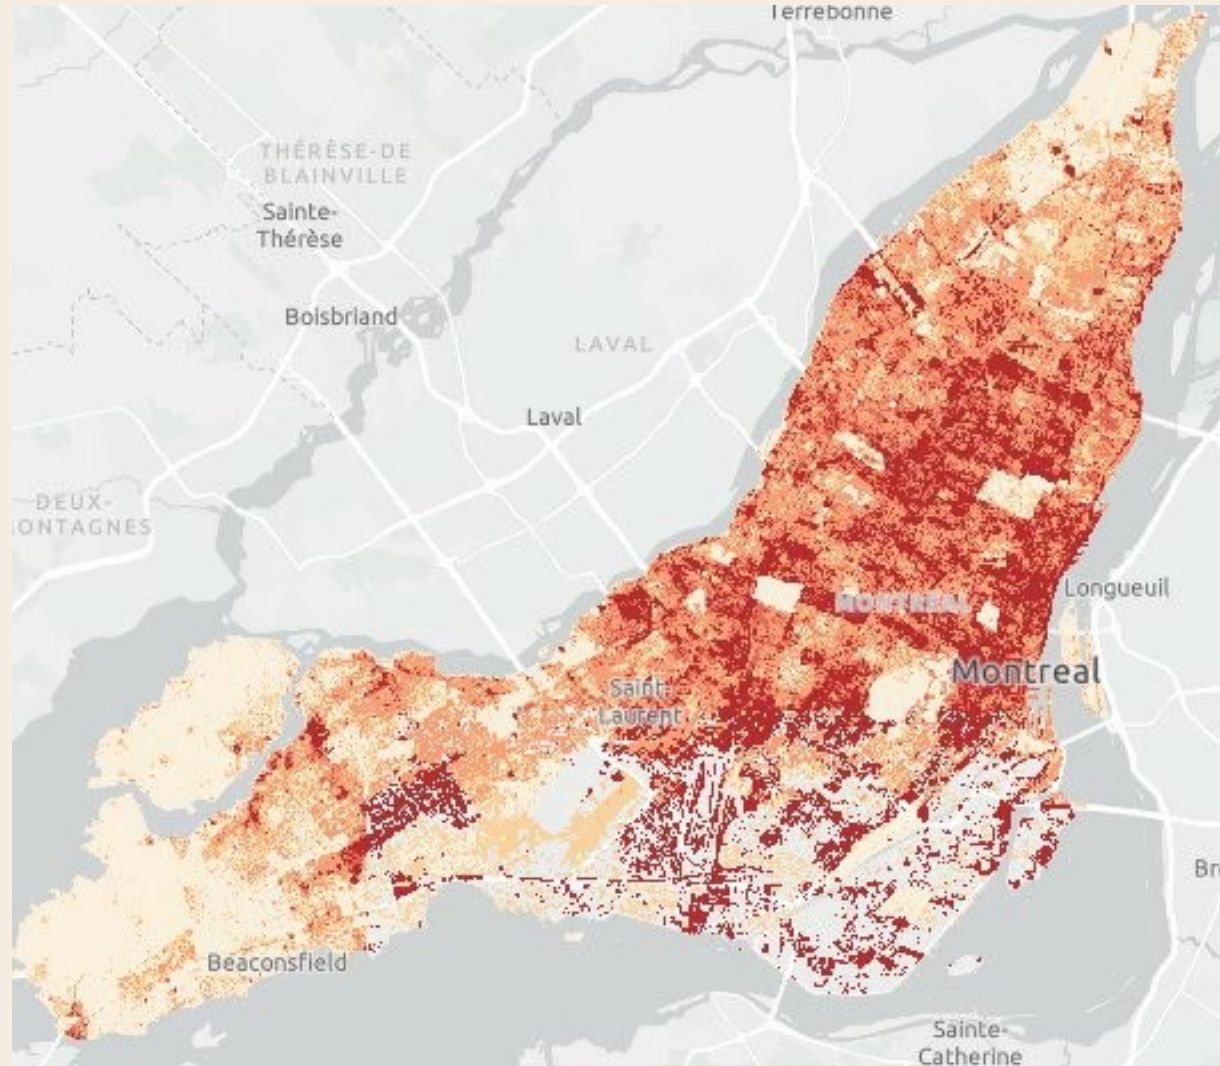 Terrebonne
THÉRÈSE-DE
BLAINVILLE
Sainte-
Thérèse
Boisbriand
LAVAL
Laval
DEUX-
ONTAGNES
Longueuil
MONTREAL
Montreal
Saint-
Laurent
Br
Beaconsfield
Sainte-
Catherine